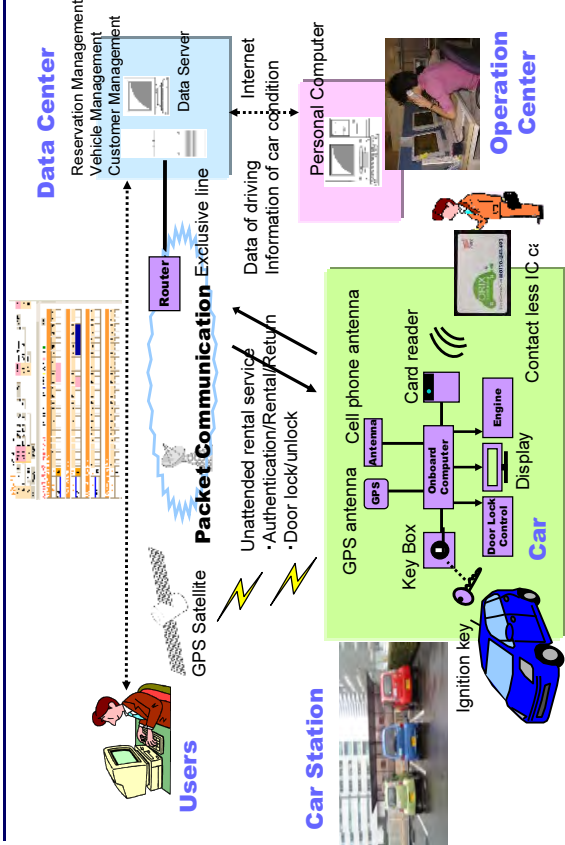 Users
Data Center
Reservation Management
Vehicle Management
Customer Management
Data Server
Router
Exclusive line
Packet Communication
Internet
GPS Satellite
Unattended rental service
・Authentication/Rental/Return
・Door lock/unlock
Data of driving
Information of car condition
Personal Computer
Operation
Center
Car Station
GPS antenna
Cell phone antenna
GPS
Antenna
Key Box
Onboard
Computer
Card reader
Door Lock
Control
Display
Engine
Ignition key
Car
Contact less IC ca